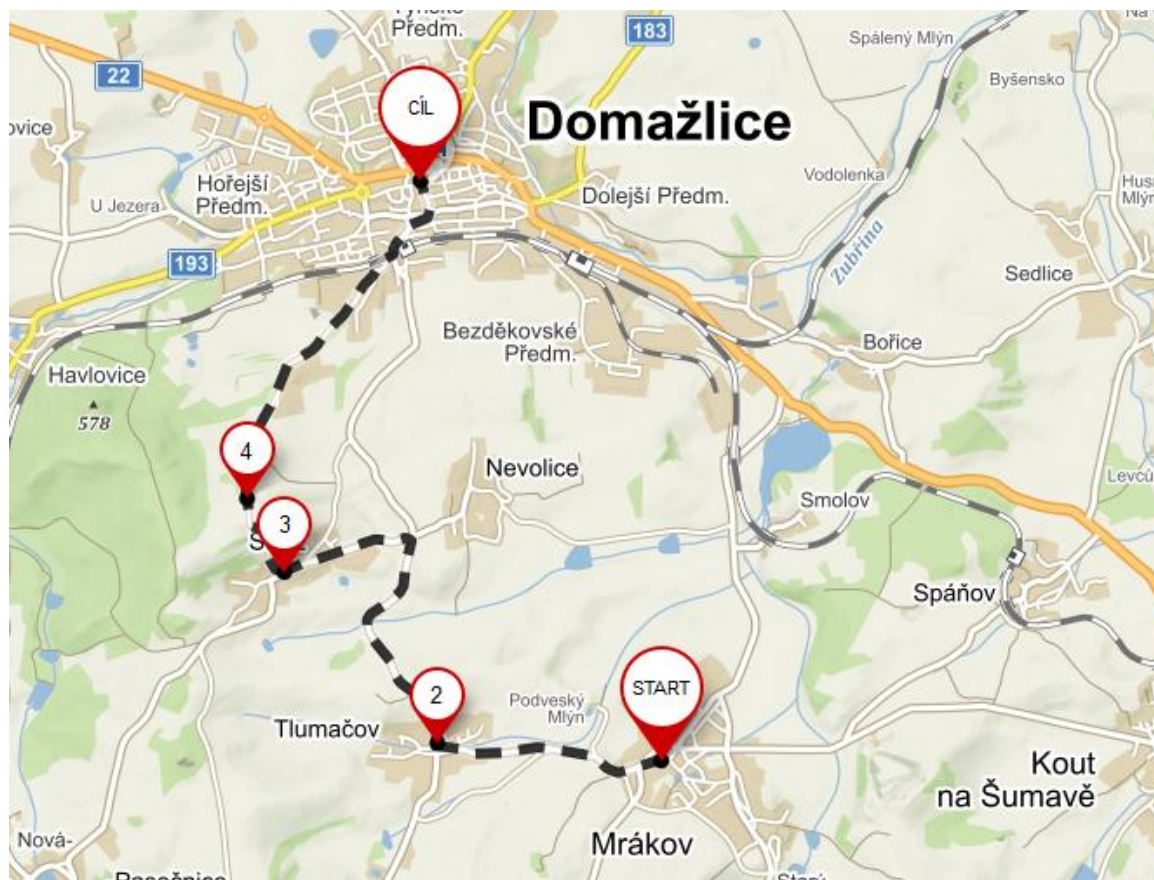 Předm.
183
Spálený Mlýn
22
Byšensko
CÍL
Domažlice
ovice
Vodolenka
Hořejší
Předm.
Dolejší Předm.
U Jezera
Zubřina
193
Sedlice
Bezděkovské
Předm.
Bořice
Havlovice
578
4
Nevolice
Smolov
3
Spáňov
2
START
Podveský
Mlýn
Tlumačov
Kout
na Šumavě
Nová-
Mrákov